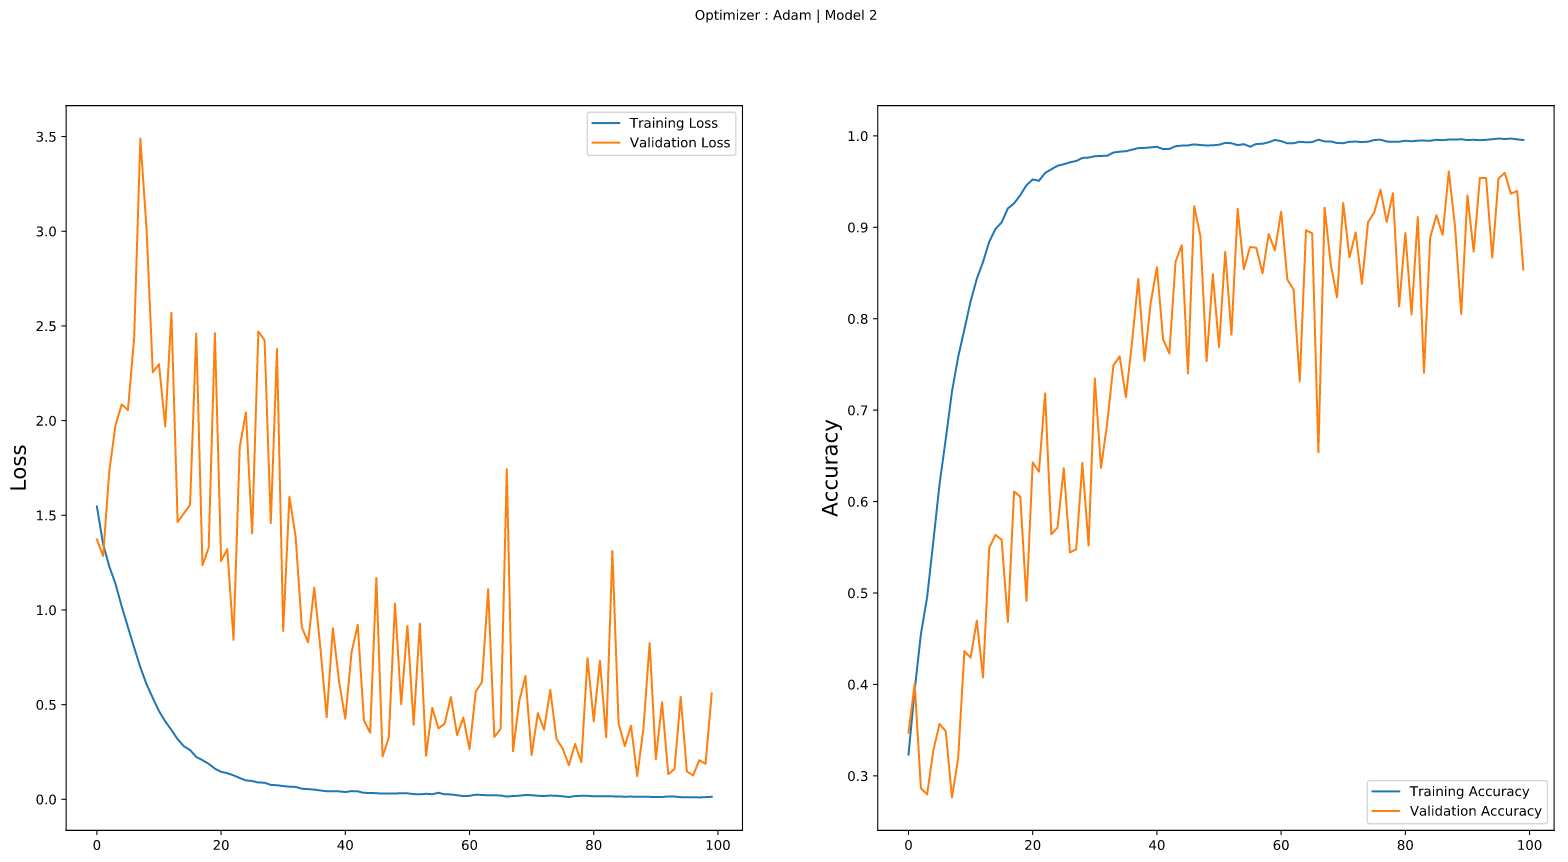 Optimizer : Adam | Model 2
Loss
3.5
3.0
2.5
2.0
1.5
1.0
0.5
0.0
0 20 40 60 80 100
Training Loss
Validation Loss
Accuracy
1.0
0.9
0.8
0.7
0.6
0.5
0.4
0.3
0 20 40 60 80 100
Training Accuracy
Validation Accuracy